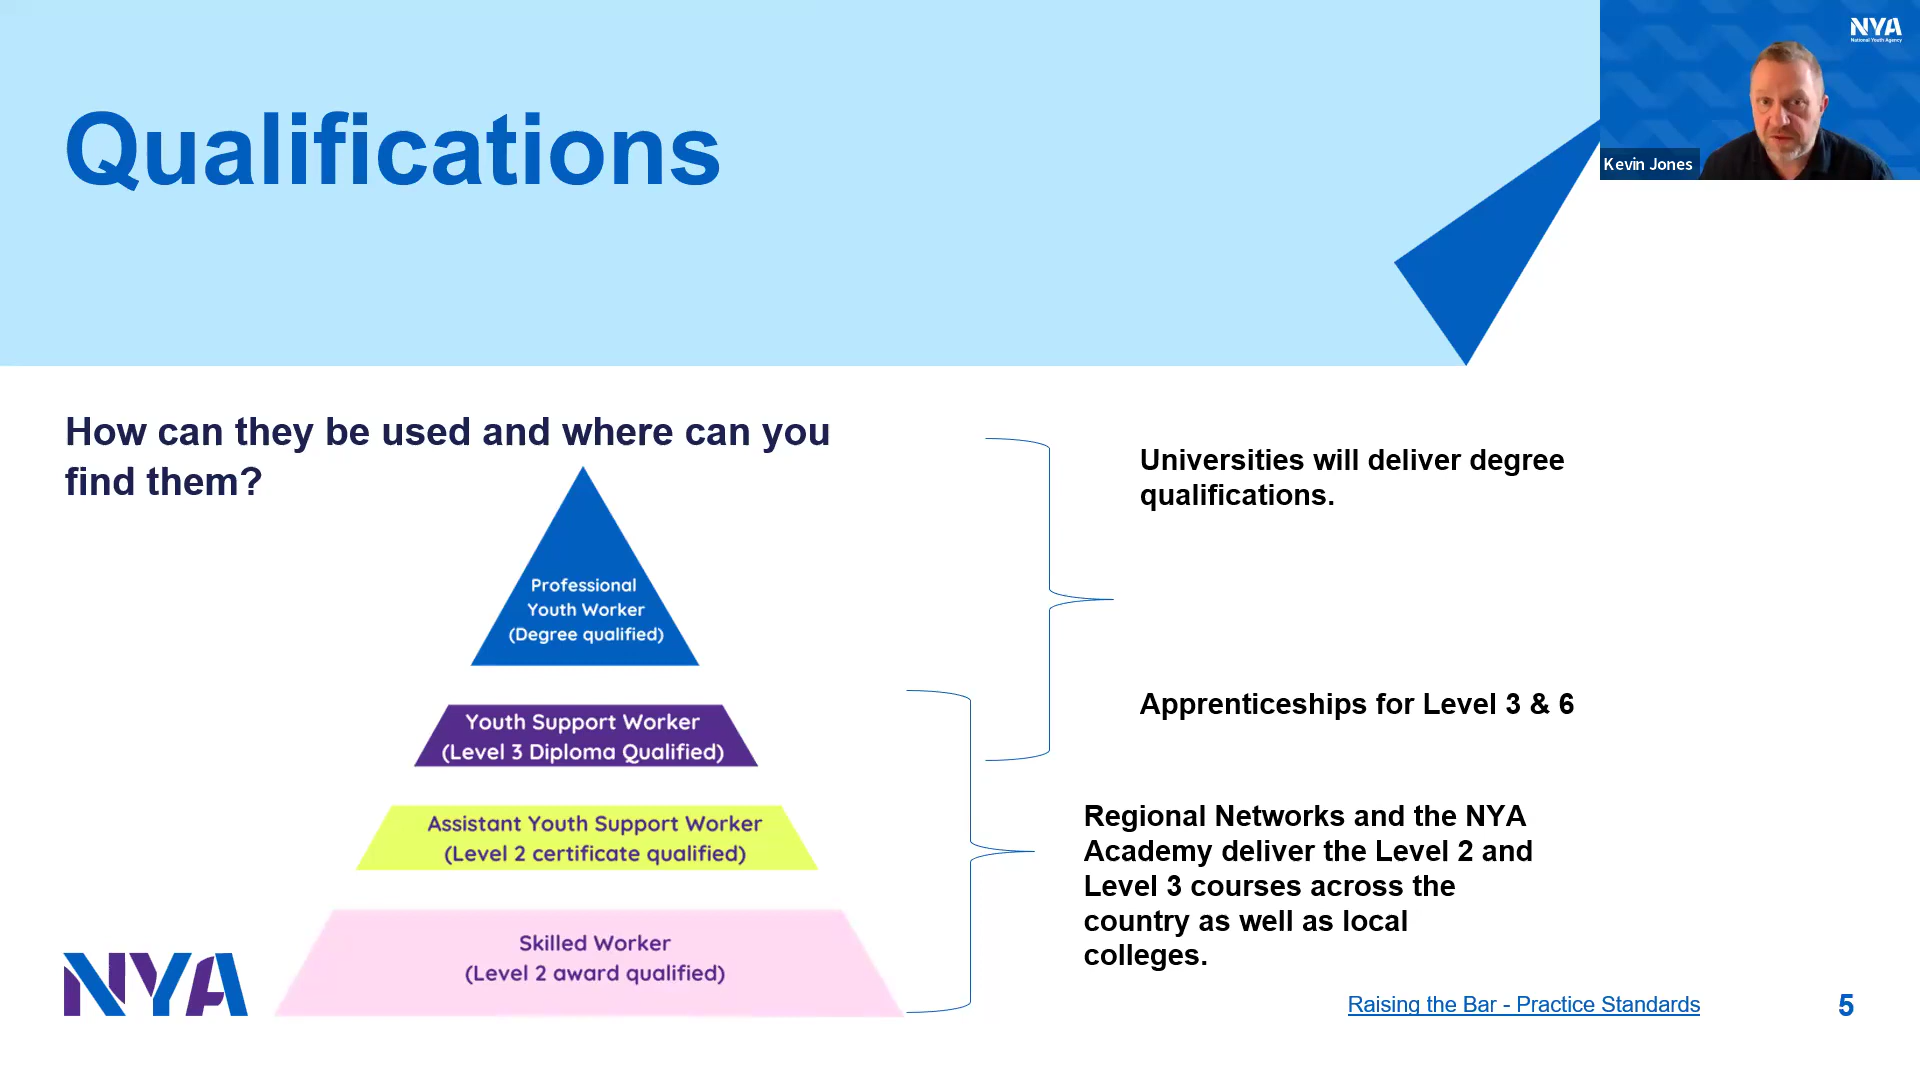 Qualifications
NYA
National Youth Agency
Kevin Jones
How can they be used and where can you
find them?
Professional
Youth Worker
(Degree qualified)
Youth Support Worker
(Level 3 Diploma Qualified)
Assistant Youth Support Worker
(Level 2 certificate qualified)
Skilled Worker
(Level 2 award qualified)
Universities will deliver degree
qualifications.
Apprenticeships for Level 3 & 6
Regional Networks and the NYA
Academy deliver the Level 2 and
Level 3 courses across the
country as well as local
colleges.
NYA
Raising the Bar - Practice Standards
5